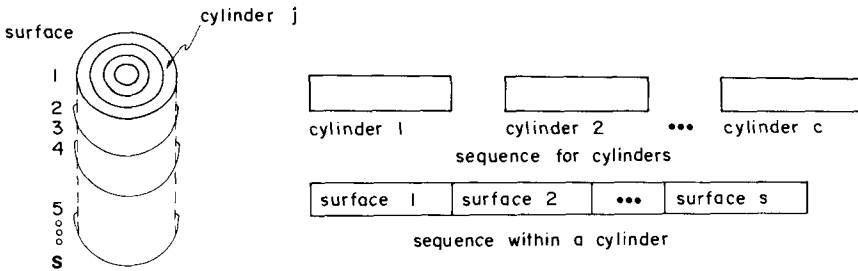 surface
cylinder j
1
2
3
4
5
S
cylinder 1 cylinder 2 ••• cylinder c
sequence for cylinders
surface 1 surface 2 ••• surface s
sequence within a cylinder